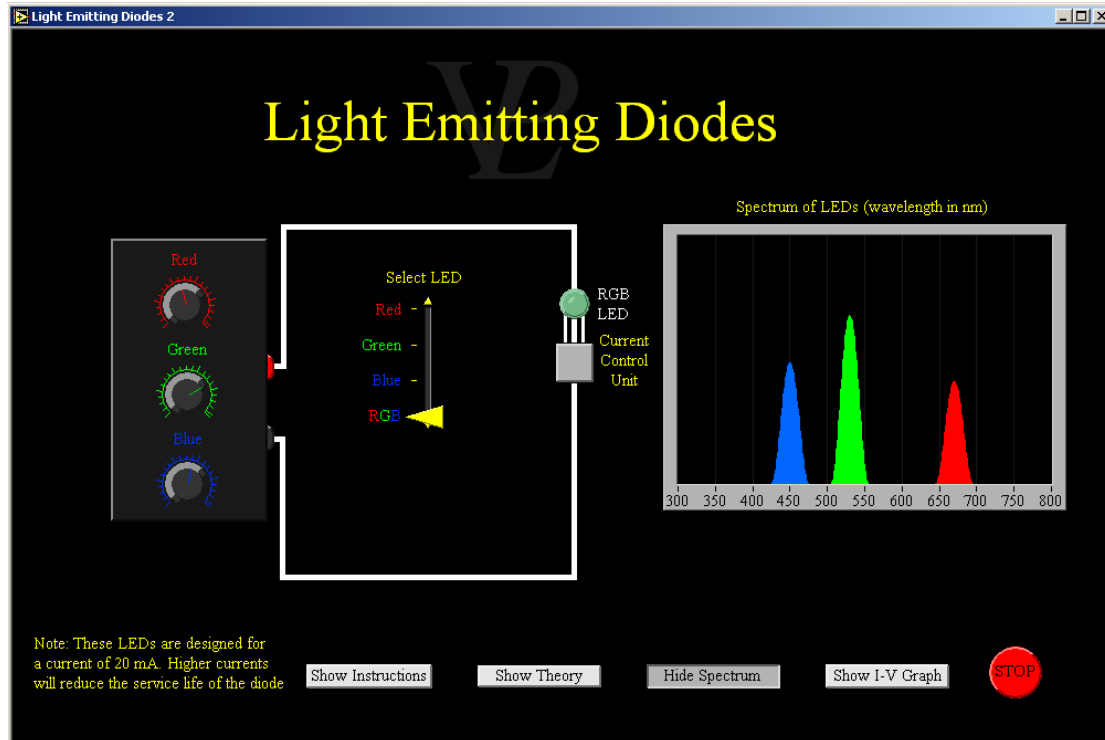 Light Emitting Diodes 2
VPL
Light Emitting Diodes
Spectrum of LEDs (wavelength in nm)
Red
Green
Blue
Select LED
Red
Green
Blue
RGB
RGB
LED
Current
Control
Unit
300 350 400 450 500 550 600 650 700 750 800
Note: These LEDs are designed for
a current of 20 mA. Higher currents
will reduce the service life of the diode
Show Instructions
Show Theory
Hide Spectrum
Show I-V Graph
STOP